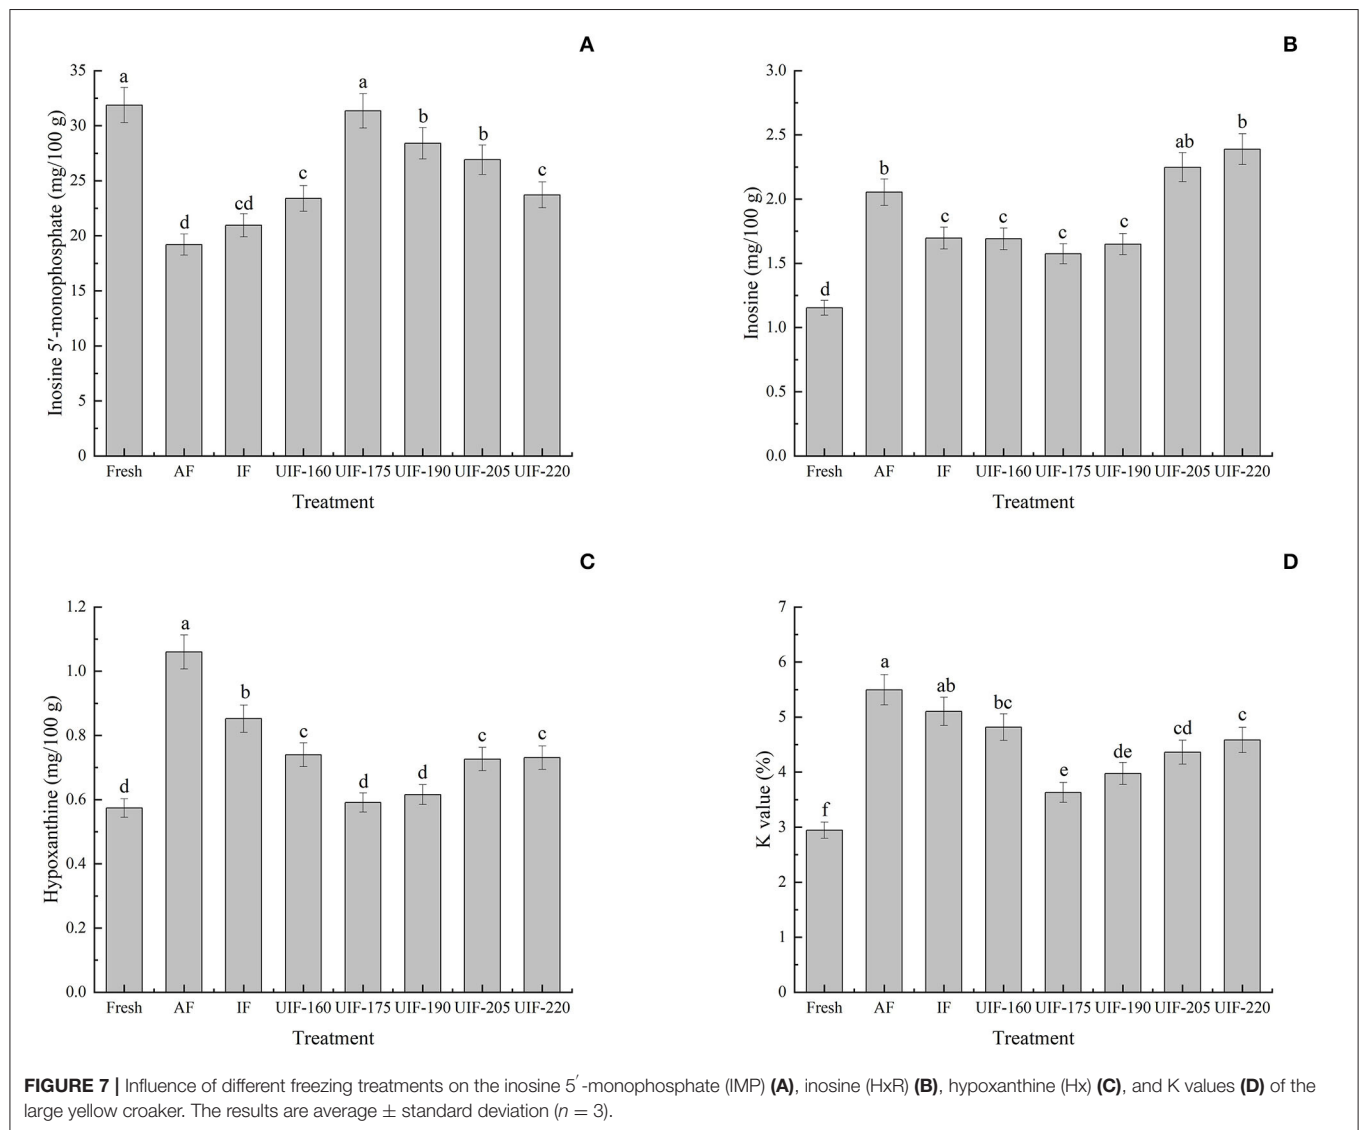 A
35
30
25
20
15
10
5
0
Inosine 5′-monophosphate (mg/100 g)
a
d
cd
c
a
b
b
c
Fresh AF IF UIF-160 UIF-175 UIF-190 UIF-205 UIF-220
Treatment
B
3.0
2.5
2.0
1.5
1.0
0.5
0.0
Inosine (mg/100 g)
d
b
c
c
c
c
ab
b
Fresh AF IF UIF-160 UIF-175 UIF-190 UIF-205 UIF-220
Treatment
C
1.2
1.0
0.8
0.6
0.4
0.2
0.0
Hypoxanthine (mg/100 g)
d
a
b
c
d
d
c
c
Fresh AF IF UIF-160 UIF-175 UIF-190 UIF-205 UIF-220
Treatment
D
7
6
5
4
3
2
1
0
K value (%)
f
a
ab
bc
e
de
cd
c
Fresh AF IF UIF-160 UIF-175 UIF-190 UIF-205 UIF-220
Treatment
FIGURE 7 | Influence of different freezing treatments on the inosine 5′-monophosphate (IMP) (A), inosine (HxR) (B), hypoxanthine (Hx) (C), and K values (D) of the
large yellow croaker. The results are average ± standard deviation (n = 3).